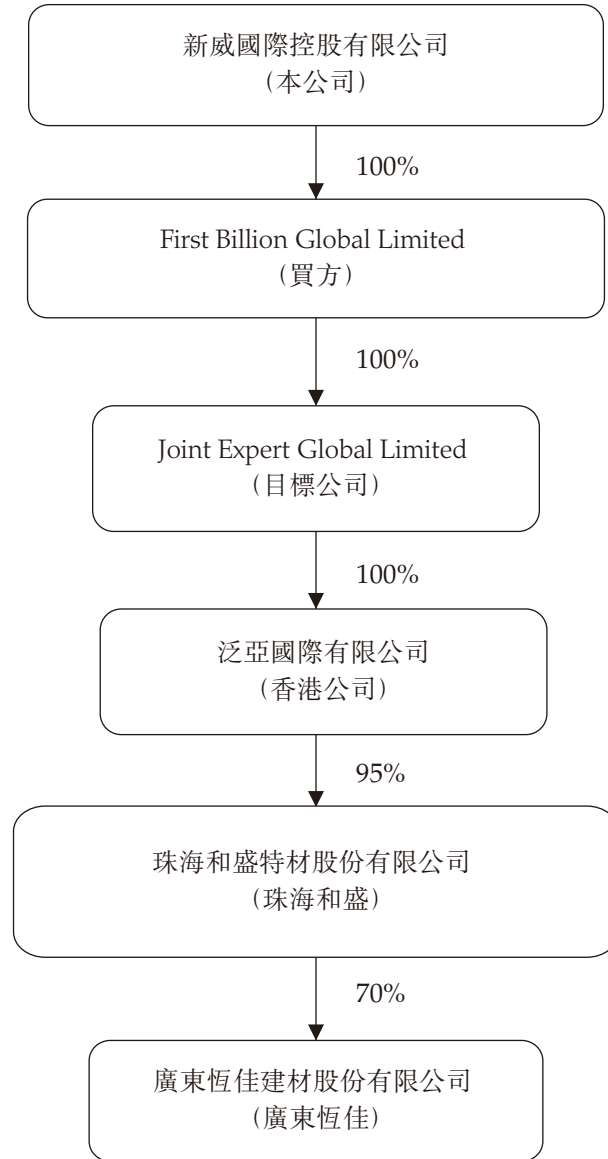 新威國際控股有限公司
（本公司）
100%
First Billion Global Limited
（買方）
100%
Joint Expert Global Limited
（目標公司）
100%
泛亞國際有限公司
（香港公司）
95%
珠海和盛特材股份有限公司
（珠海和盛）
70%
廣東恆佳建材股份有限公司
（廣東恆佳）